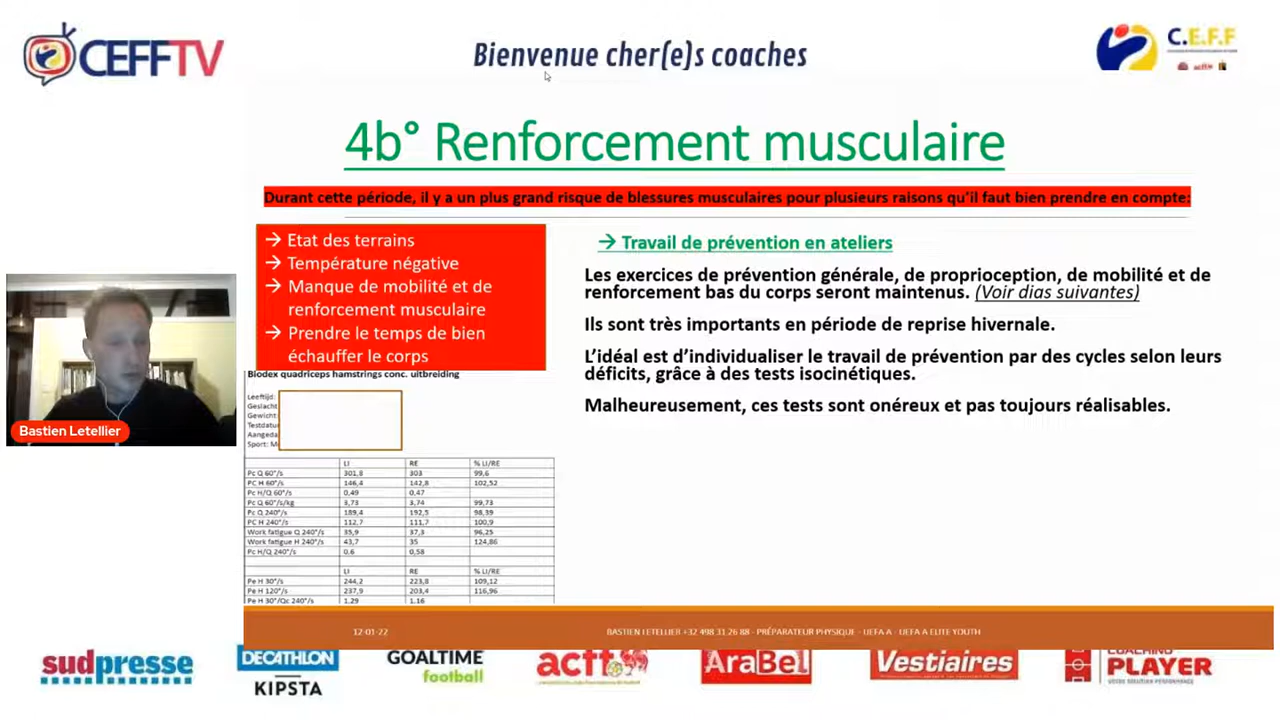 CEFFTV
Bienvenue cher(e)s coaches
C.E.F.F
4b° Renforcement musculaire
Durant cette période, il y a un plus grand risque de blessures musculaires pour plusieurs raisons qu'il faut bien prendre en compte:
→ Etat des terrains
→ Température négative
→ Manque de mobilité et de
renforcement musculaire
→ Prendre le temps de bien
échauffer le corps
→ Travail de prévention en ateliers
Les exercices de prévention générale, de proprioception, de mobilité et de
renforcement bas du corps seront maintenus. (Voir dias suivantes)
Ils sont très importants en période de reprise hivernale.
L'idéal est d'individualiser le travail de prévention par des cycles selon leurs
déficits, grâce à des tests isocinétiques.
Malheureusement, ces tests sont onéreux et pas toujours réalisables.
Bastien Letellier
Biodex quadriceps hamstrings conc. uitbreiding
Leeftijd:
Geslacht
Gewicht
Testdatu
Aangeda
Sport: M
LI RE % LI/RE
Pc Q 60°/s 301,8 303 99,6
PC H 60°/s 146,4 142,8 102,52
Pc H/Q 60°/s 0,49 0,47
Pc Q 60°/s/kg 3,73 3,74 99,73
Pc Q 240°/s 189,4 192,5 98,39
PC H 240°/s 112,7 111,7 100,9
Work fatigue Q 240°/s 35,9 37,3 96,25
Work fatigue H 240°/s 43,7 35 124,86
Pc H/Q 240°/s 0.6 0,58
LI RE % LI/RE
Pe H 30°/s 244,2 223,8 109,12
Pe H 120°/s 237,9 203,4 116,96
Pe H 30°/Qc 240°/s 1.29 1.16
12-01-22
BASTIEN LETELLIER +32 498 31 26 88 - PRÉPARATEUR PHYSIQUE - UEFA A - UEFA A ELITE YOUTH
sudpresse
DECATHLON
KIPSTA
GOALTIME
football
actf
AraBel
Vestiaires
COACHING
PLAYER